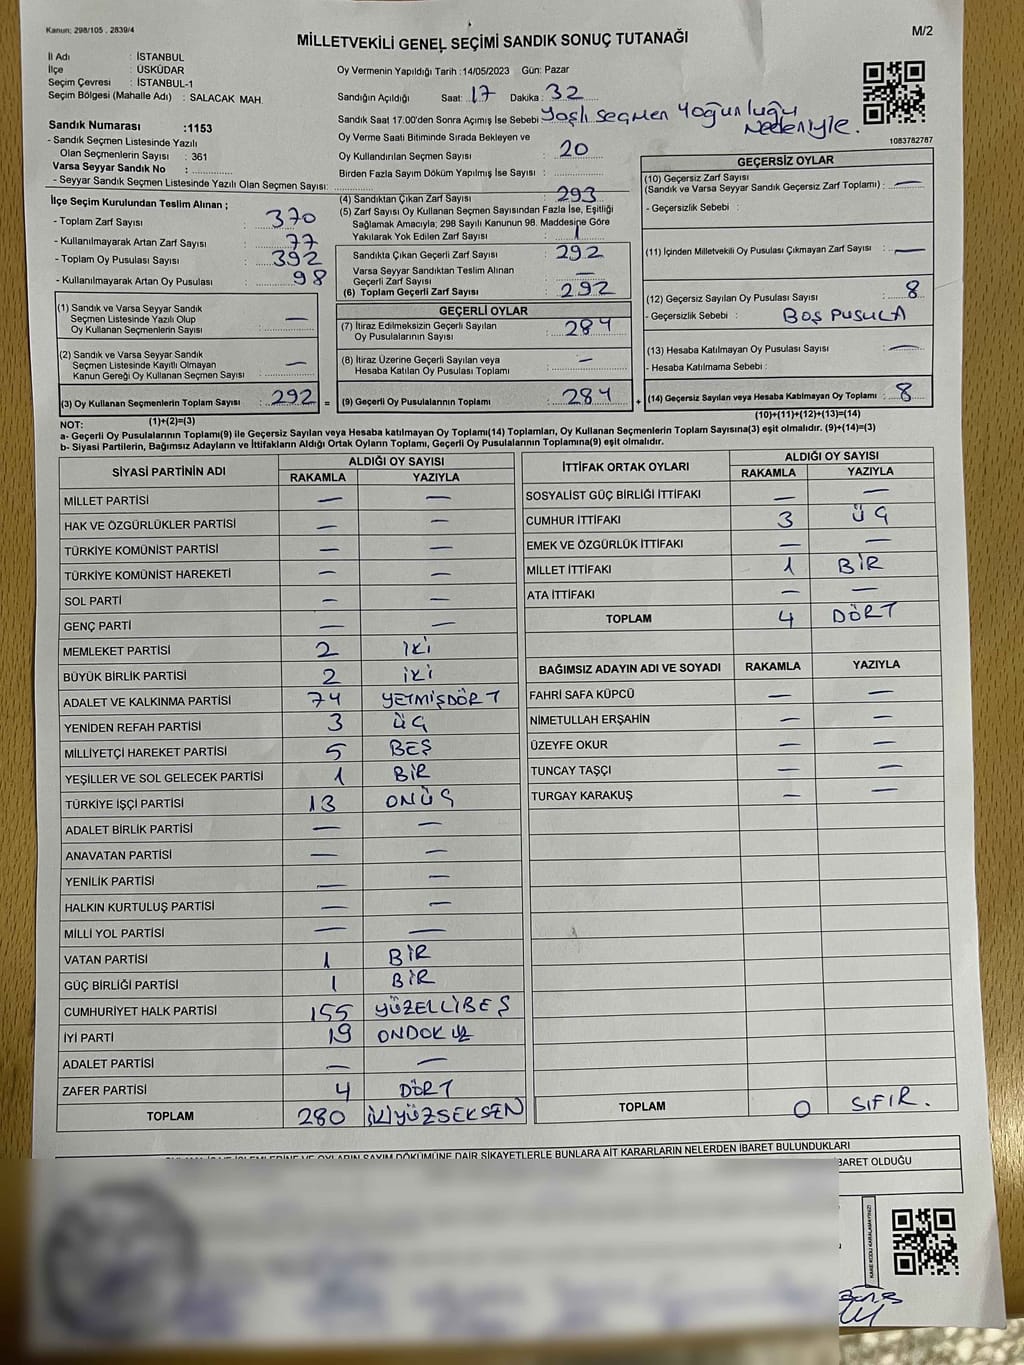 Kanun: 298/105 . 2839/4
M/2
MİLLETVEKİLİ GENEL SEÇİMİ SANDIK SONUÇ TUTANAĞI
İl Adı : İSTANBUL
İlçe : ÜSKÜDAR
Seçim Çevresi : İSTANBUL-1
Seçim Bölgesi (Mahalle Adı) : SALACAK MAH.
Oy Vermenin Yapıldığı Tarih :14/05/2023 Gün: Pazar
Sandığın Açıldığı Saat: 17 Dakika: 32
Sandık Saat 17.00'den Sonra Açımış İse Sebebi Yaşlı seçmen Yoğunluğu Nedeniyle.
Sandık Numarası :1153
- Sandık Seçmen Listesinde Yazılı
Olan Seçmenlerin Sayısı : 361
Varsa Seyyar Sandık No :
- Seyyar Sandık Seçmen Listesinde Yazılı Olan Seçmen Sayısı:
Oy Verme Saati Bitiminde Sırada Bekleyen ve
Oy Kullandırılan Seçmen Sayısı : 20
Birden Fazla Sayım Döküm Yapılmış İse Sayısı :
1083782787
İlçe Seçim Kurulundan Teslim Alınan ;
- Toplam Zarf Sayısı : 370
- Kullanılmayarak Artan Zarf Sayısı : 77
- Toplam Oy Pusulası Sayısı : 392
- Kullanılmayarak Artan Oy Pusulası : 98
(4) Sandıktan Çıkan Zarf Sayısı : 293
(5) Zarf Sayısı Oy Kullanan Seçmen Sayısından Fazla İse, Eşitliği
Sağlamak Amacıyla; 298 Sayılı Kanunun 98. Maddesine Göre
Yakılarak Yok Edilen Zarf Sayısı : 1
Sandıkta Çıkan Geçerli Zarf Sayısı : 292
Varsa Seyyar Sandıktan Teslim Alınan
Geçerli Zarf Sayısı : —
(6) Toplam Geçerli Zarf Sayısı : 292
GEÇERSİZ OYLAR
(10) Geçersiz Zarf Sayısı
(Sandık ve Varsa Seyyar Sandık Geçersiz Zarf Toplamı) : —
- Geçersizlik Sebebi :
(11) İçinden Milletvekili Oy Pusulası Çıkmayan Zarf Sayısı : —
(12) Geçersiz Sayılan Oy Pusulası Sayısı : 8
- Geçersizlik Sebebi : BOŞ PUSULA
(13) Hesaba Katılmayan Oy Pusulası Sayısı : —
- Hesaba Katılmama Sebebi :
(14) Geçersiz Sayılan veya Hesaba Katılmayan Oy Toplamı : 8
(10)+(11)+(12)+(13)=(14)
(1) Sandık ve Varsa Seyyar Sandık
Seçmen Listesinde Yazılı Olup
Oy Kullanan Seçmenlerin Sayısı : —
(2) Sandık ve Varsa Seyyar Sandık
Seçmen Listesinde Kayıtlı Olmayan
Kanun Gereği Oy Kullanan Seçmen Sayısı : —
(3) Oy Kullanan Seçmenlerin Toplam Sayısı : 292 =
GEÇERLİ OYLAR
(7) İtiraz Edilmeksizin Geçerli Sayılan
Oy Pusulalarının Sayısı : 284
(8) İtiraz Üzerine Geçerli Sayılan veya
Hesaba Katılan Oy Pusulası Toplamı : —
(9) Geçerli Oy Pusulalarının Toplamı : 284 +
NOT: (1)+(2)=(3)
a- Geçerli Oy Pusulalarının Toplamı(9) ile Geçersiz Sayılan veya Hesaba katılmayan Oy Toplamı(14) Toplamları, Oy Kullanan Seçmenlerin Toplam Sayısına(3) eşit olmalıdır. (9)+(14)=(3)
b- Siyasi Partilerin, Bağımsız Adayların ve İttifakların Aldığı Ortak Oyların Toplamı, Geçerli Oy Pusulalarının Toplamına(9) eşit olmalıdır.
SİYASİ PARTİNİN ADI ALDIĞI OY SAYISI
RAKAMLA YAZIYLA
MİLLET PARTİSİ — —
HAK VE ÖZGÜRLÜKLER PARTİSİ — —
TÜRKİYE KOMÜNİST PARTİSİ — —
TÜRKİYE KOMÜNİST HAREKETİ — —
SOL PARTİ — —
GENÇ PARTİ — —
MEMLEKET PARTİSİ 2 İKİ
BÜYÜK BİRLİK PARTİSİ 2 İKİ
ADALET VE KALKINMA PARTİSİ 74 YETMİŞDÖRT
YENİDEN REFAH PARTİSİ 3 ÜÇ
MİLLİYETÇİ HAREKET PARTİSİ 5 BEŞ
YEŞİLLER VE SOL GELECEK PARTİSİ 1 BİR
TÜRKİYE İŞÇİ PARTİSİ 13 ONÜÇ
ADALET BİRLİK PARTİSİ — —
ANAVATAN PARTİSİ — —
YENİLİK PARTİSİ — —
HALKIN KURTULUŞ PARTİSİ — —
MİLLİ YOL PARTİSİ — —
VATAN PARTİSİ 1 BİR
GÜÇ BİRLİĞİ PARTİSİ 1 BİR
CUMHURİYET HALK PARTİSİ 155 YÜZELLİBEŞ
İYİ PARTİ 19 ONDOKUZ
ADALET PARTİSİ — —
ZAFER PARTİSİ 4 DÖRT
TOPLAM 280 İKİYÜZSEKSEN
İTTİFAK ORTAK OYLARI ALDIĞI OY SAYISI
RAKAMLA YAZIYLA
SOSYALİST GÜÇ BİRLİĞİ İTTİFAKI — —
CUMHUR İTTİFAKI 3 ÜÇ
EMEK VE ÖZGÜRLÜK İTTİFAKI — —
MİLLET İTTİFAKI 1 BİR
ATA İTTİFAKI — —
TOPLAM 4 DÖRT
BAĞIMSIZ ADAYIN ADI VE SOYADI RAKAMLA YAZIYLA
FAHRİ SAFA KÜPCÜ — —
NİMETULLAH ERŞAHİN — —
ÜZEYFE OKUR — —
TUNCAY TAŞÇI — —
TURGAY KARAKUŞ — —
TOPLAM 0 SIFIR.
DÖKÜMÜNE DAİR ŞİKAYETLERLE BUNLARA AİT KARARLARIN NELERDEN İBARET BULUNDUKLARI
BARET OLDUĞU
KARE KODU KARALAMAYINIZ!